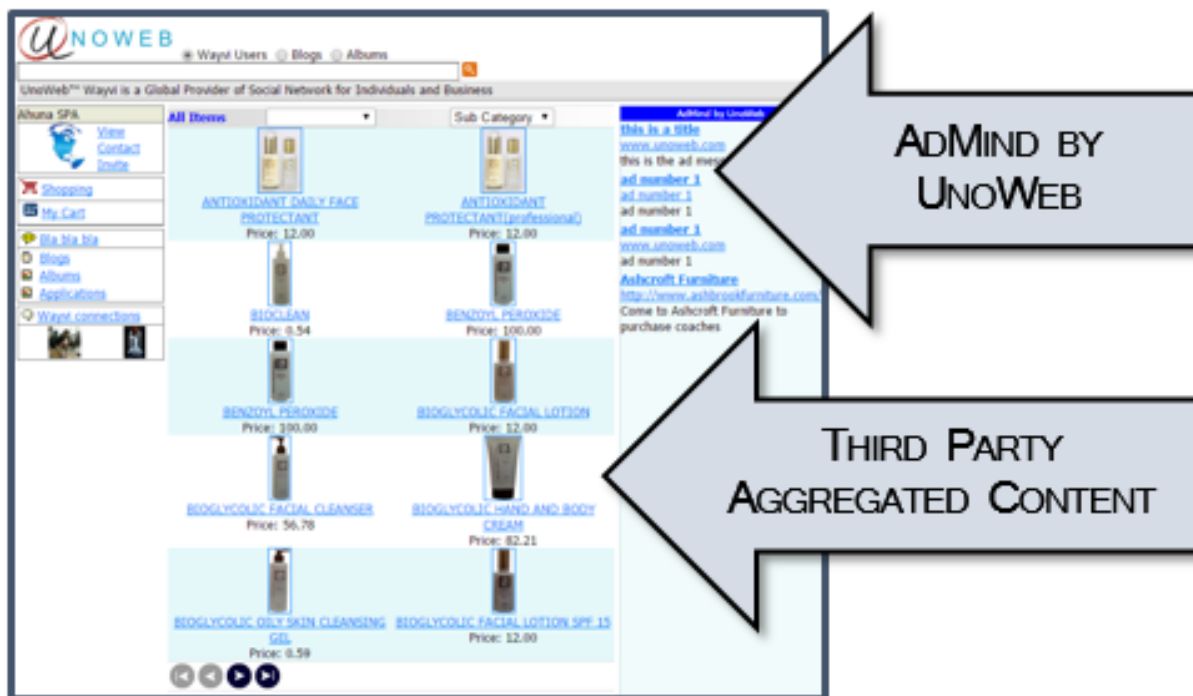 UNOWEB
Wayvi Users Blogs Albums
UnoWeb™ Wayvi is a Global Provider of Social Network for Individuals and Business
Ahuna SPA
View
Contact
Invite
Shopping
My Cart
Bla bla bla
Blogs
Albums
Applications
Wayvi connections
All Items
Sub Category
ANTIOXIDANT DAILY FACE
PROTECTANT
Price: 12.00
ANTIOXIDANT
PROTECTANT(professional)
Price: 12.00
BIOCLEAN
Price: 0.54
BENZOYL PEROXIDE
Price: 100.00
BENZOYL PEROXIDE
Price: 100.00
BIOGLYCOLIC FACIAL LOTION
Price: 12.00
BIOGLYCOLIC FACIAL CLEANSER
Price: 56.78
BIOGLYCOLIC HAND AND BODY
CREAM
Price: 82.21
BIOGLYCOLIC OILY SKIN CLEANSING
GEL
Price: 0.59
BIOGLYCOLIC FACIAL LOTION SPF 15
Price: 12.00
AdMind by UnoWeb
this is a title
www.unoweb.com
this is the ad mes
ad number 1
ad number 1
ad number 1
ad number 1
www.unoweb.com
ad number 1
Ashcroft Furniture
http://www.ashbrookfurniture.com/
Come to Ashcroft Furniture to
purchase coaches
ADMIND BY
UNOWEB
THIRD PARTY
AGGREGATED CONTENT